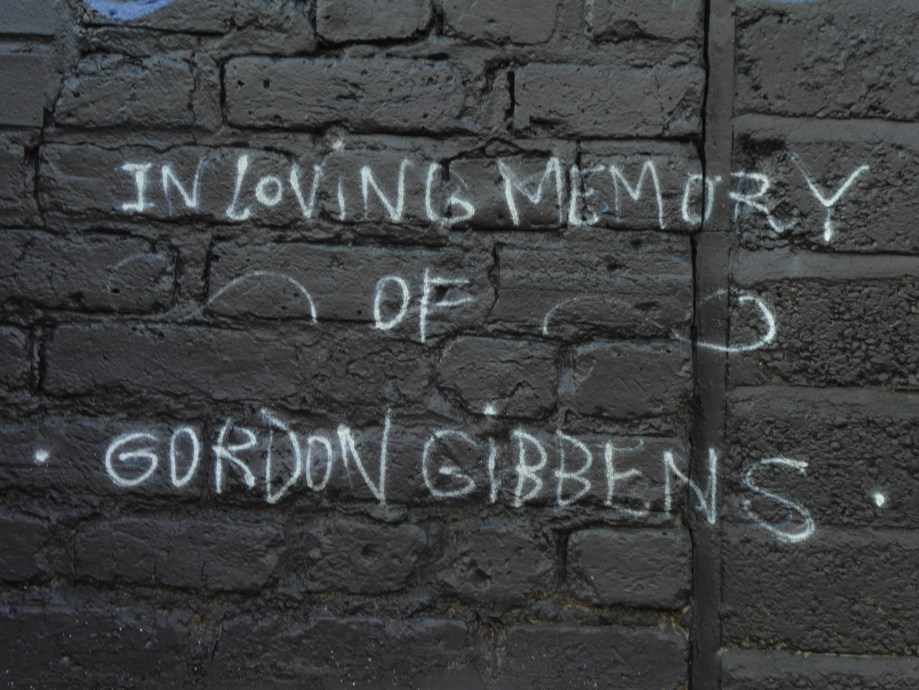 IN LOViNG MEMORY
OF
· GORDON GiBBENS ·